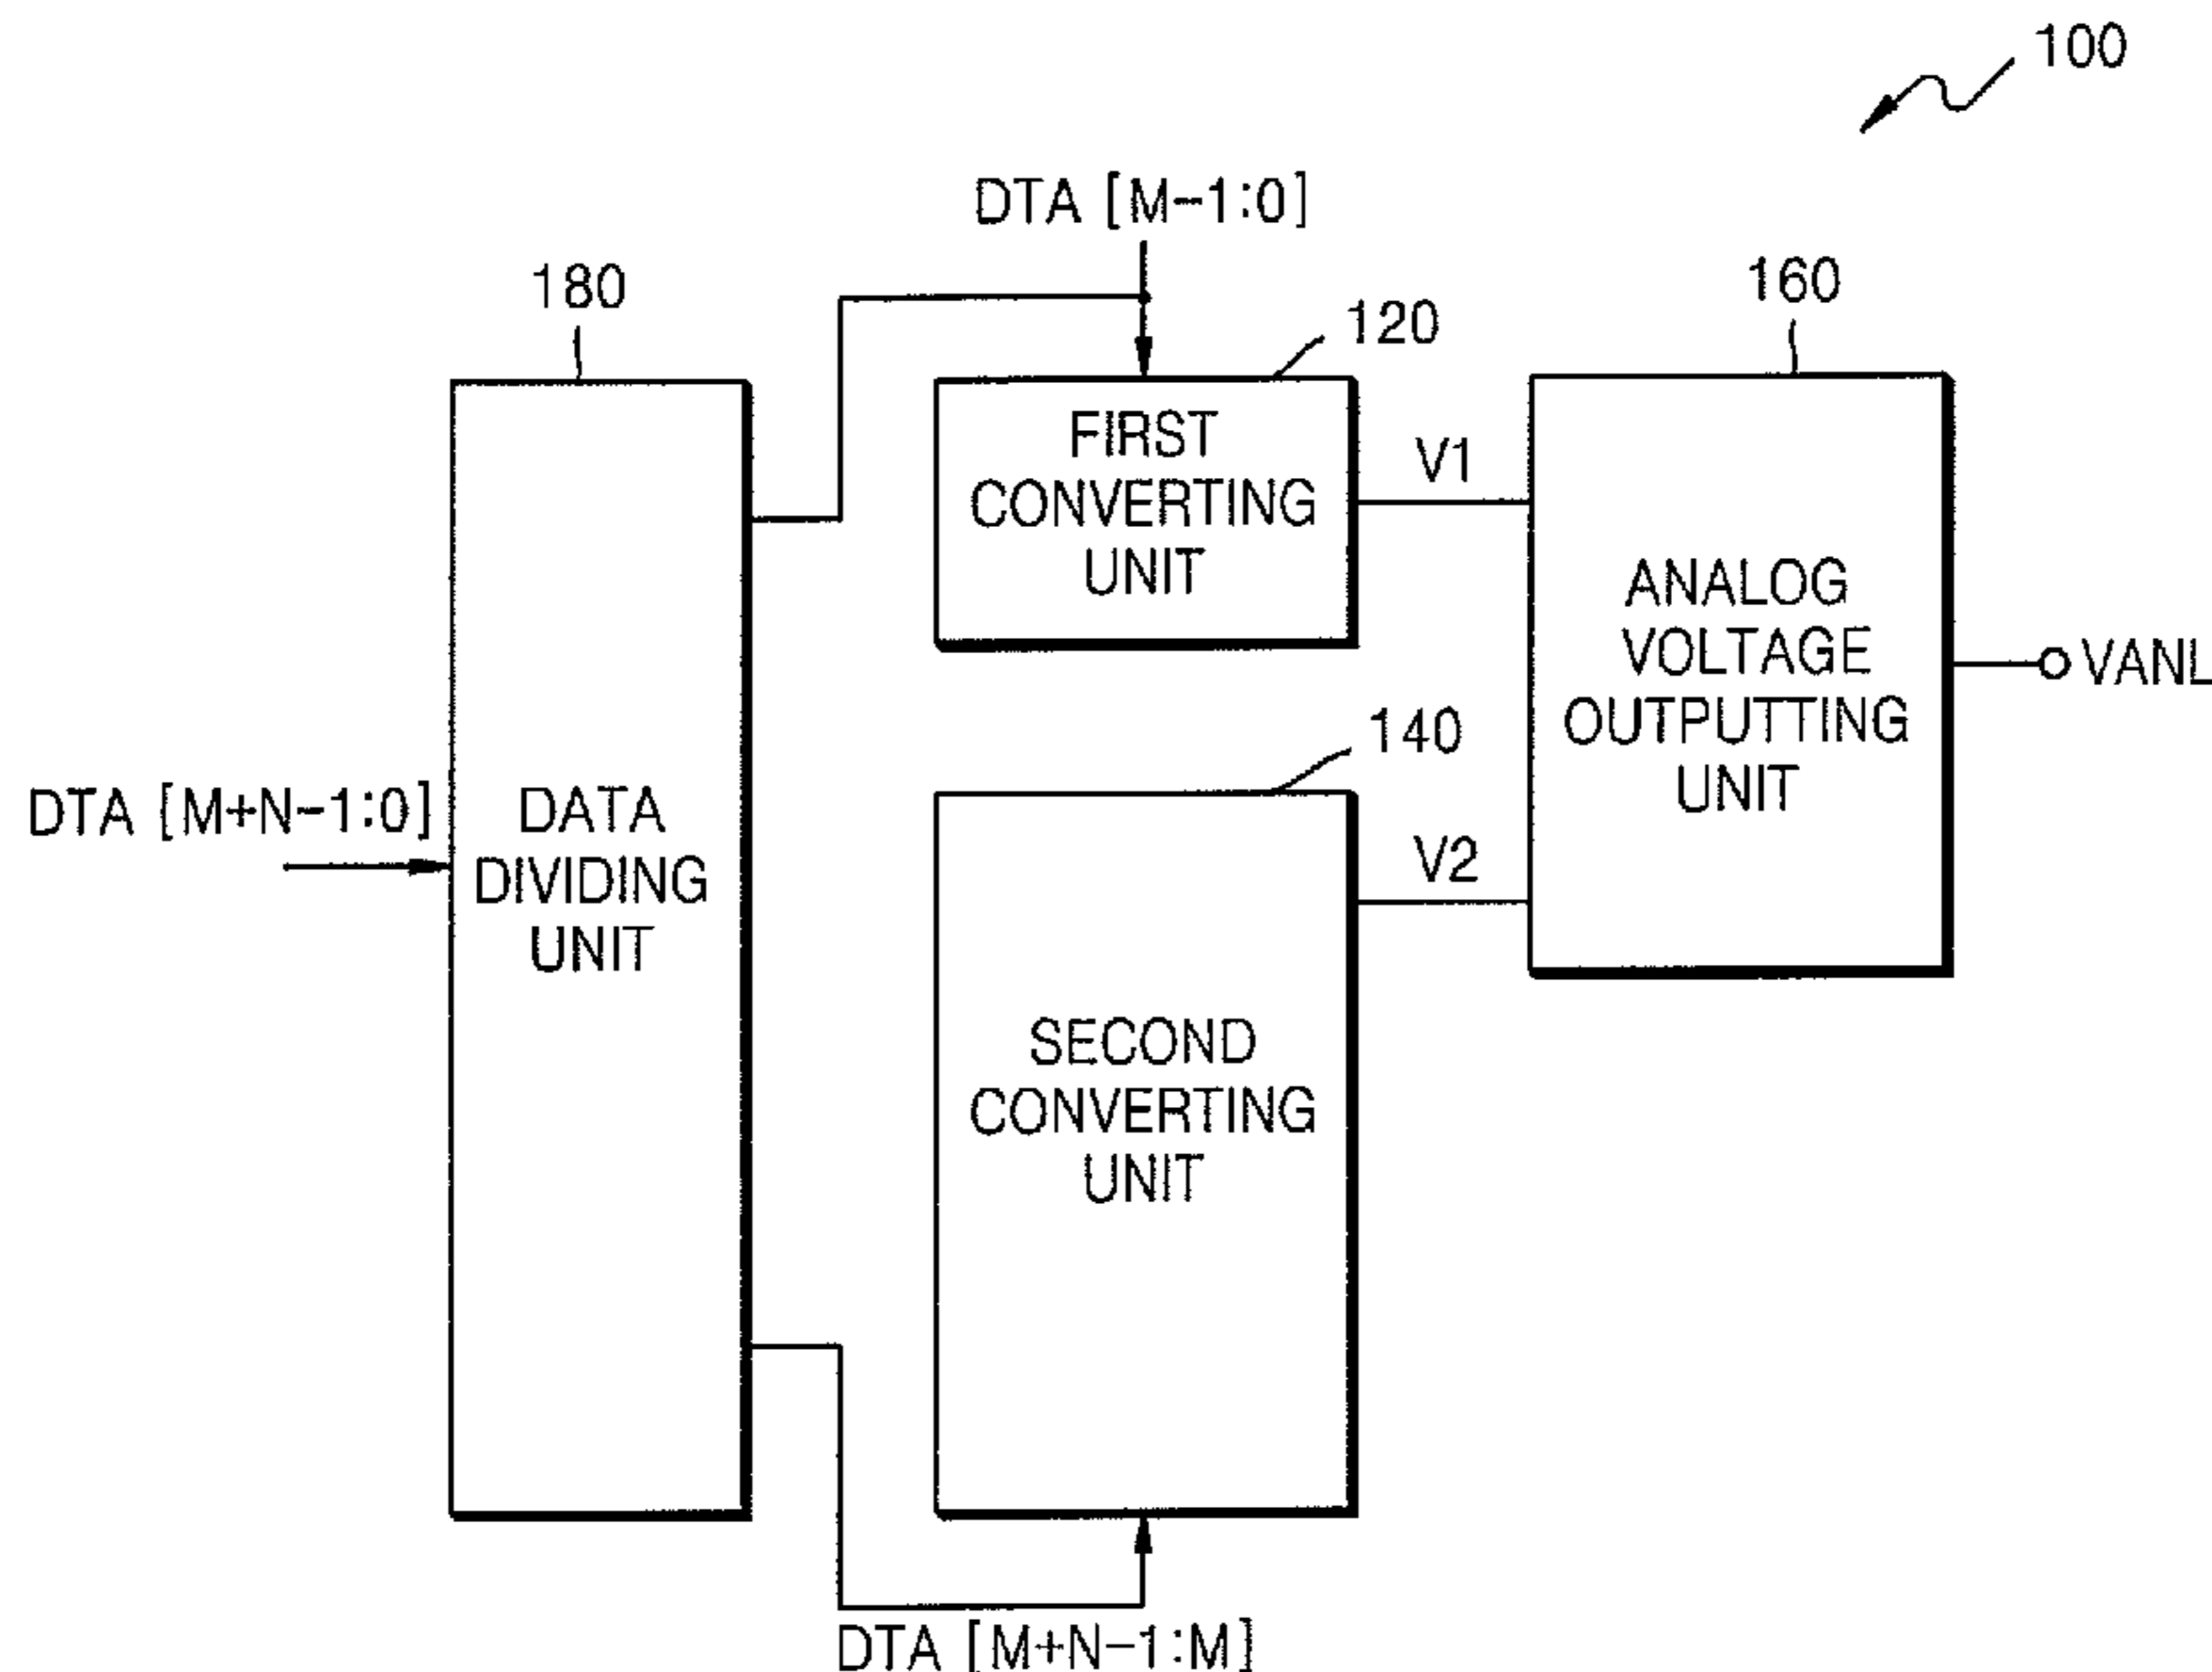 100
DTA [M-1:0]
180
120
160
FIRST
CONVERTING
UNIT
V1
ANALOG
VOLTAGE
OUTPUTTING
UNIT
VANL
140
DTA [M+N-1:0]
DATA
DIVIDING
UNIT
V2
SECOND
CONVERTING
UNIT
DTA [M+N-1:M]